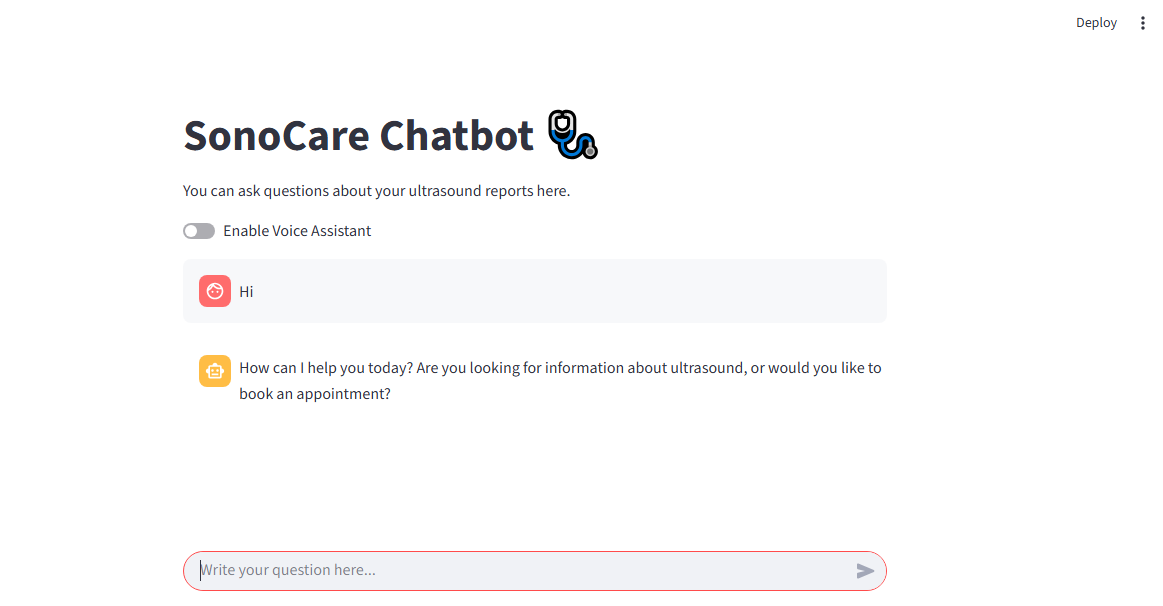 Deploy
SonoCare Chatbot
You can ask questions about your ultrasound reports here.
Enable Voice Assistant
Hi
How can I help you today? Are you looking for information about ultrasound, or would you like to
book an appointment?
Write your question here...